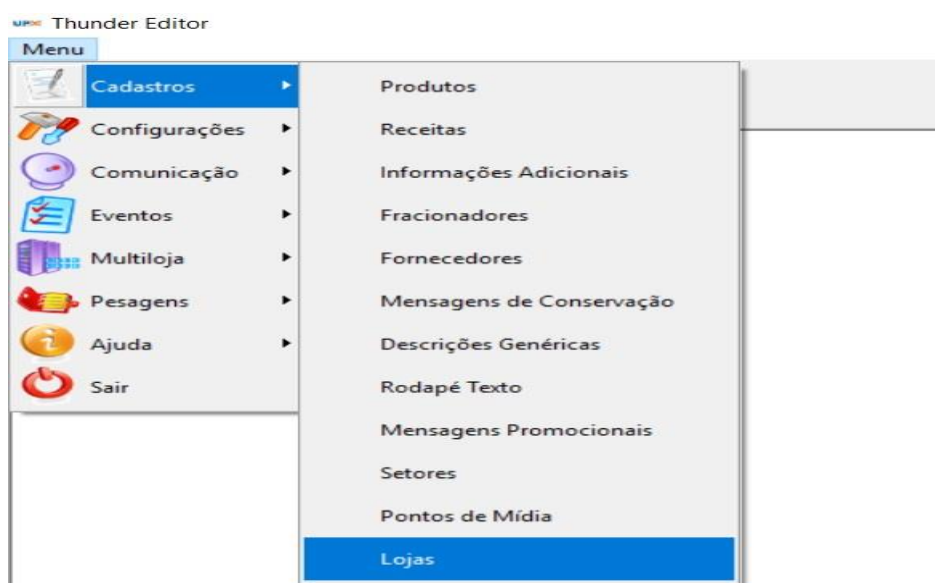 UPX Thunder Editor
Menu
Cadastros
Configurações
Comunicação
Eventos
Multiloja
Pesagens
Ajuda
Sair
Produtos
Receitas
Informações Adicionais
Fracionadores
Fornecedores
Mensagens de Conservação
Descrições Genéricas
Rodapé Texto
Mensagens Promocionais
Setores
Pontos de Mídia
Lojas